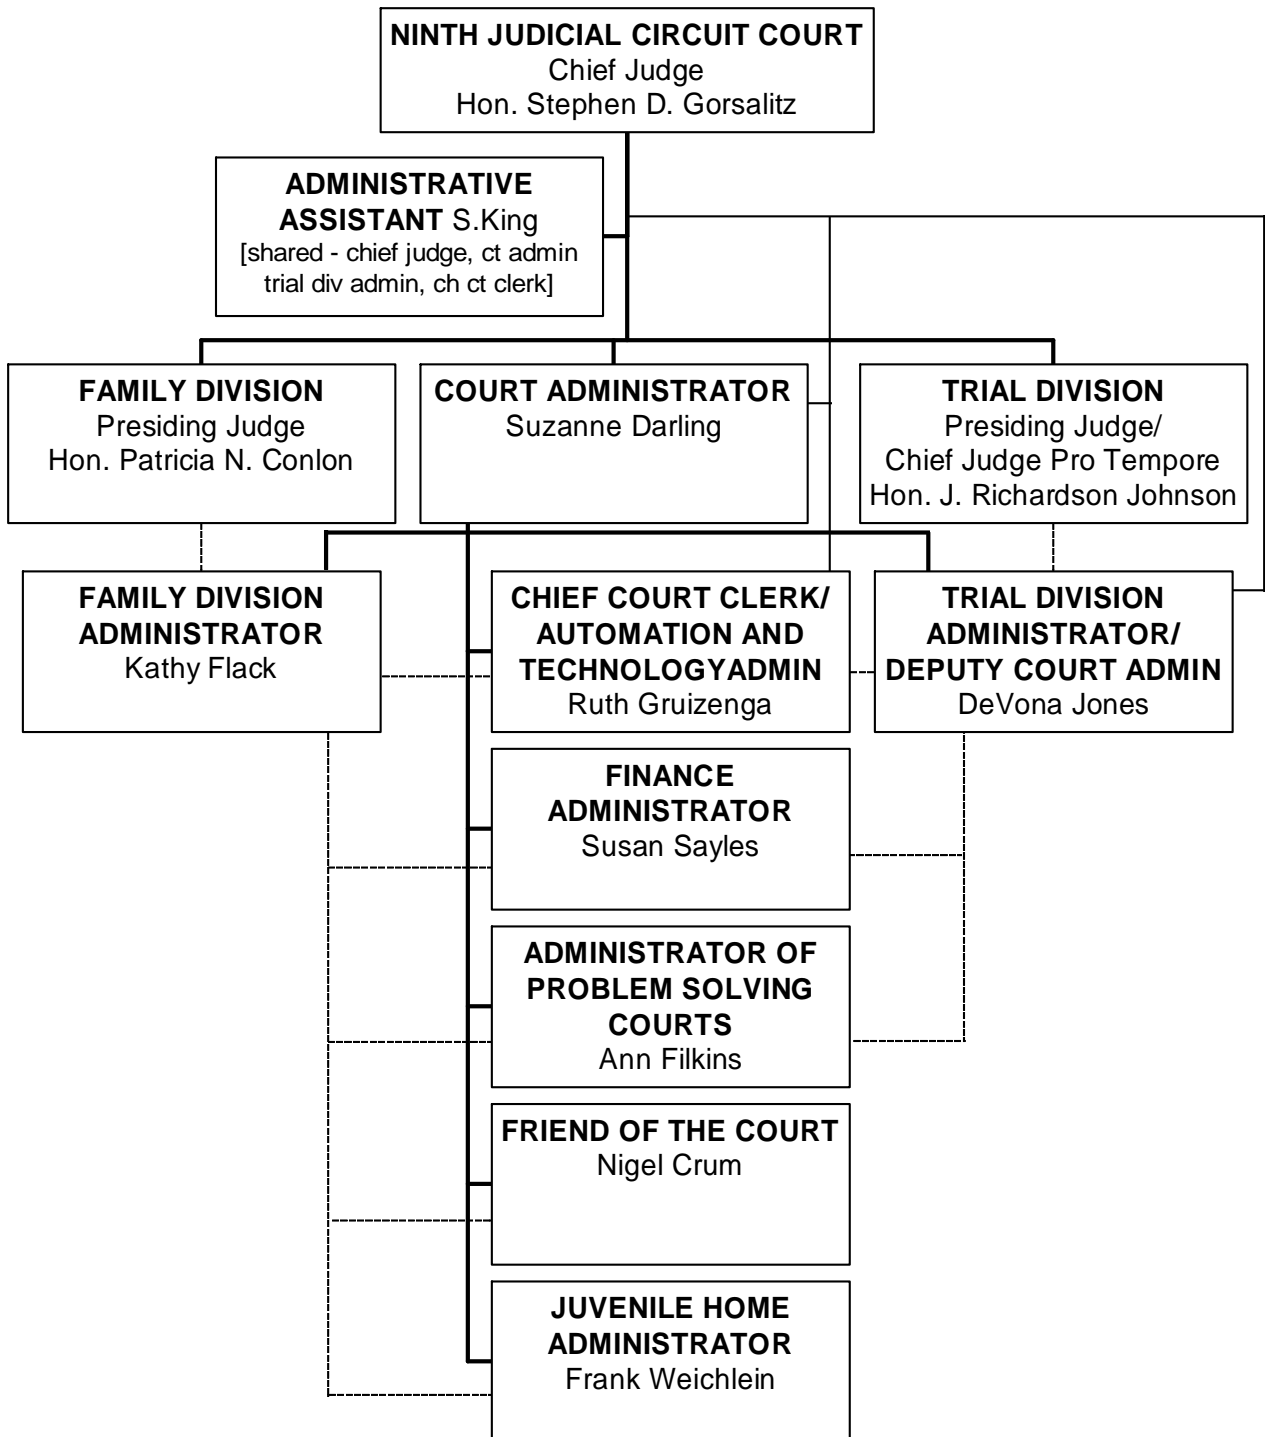 NINTH JUDICIAL CIRCUIT COURT
Chief Judge
Hon. Stephen D. Gorsalitz
ADMINISTRATIVE
ASSISTANT S.King
[shared - chief judge, ct admin
trial div admin, ch ct clerk]
FAMILY DIVISION
Presiding Judge
Hon. Patricia N. Conlon
COURT ADMINISTRATOR
Suzanne Darling
TRIAL DIVISION
Presiding Judge/
Chief Judge Pro Tempore
Hon. J. Richardson Johnson
FAMILY DIVISION
ADMINISTRATOR
Kathy Flack
CHIEF COURT CLERK/
AUTOMATION AND
TECHNOLOGYADMIN
Ruth Gruizenga
TRIAL DIVISION
ADMINISTRATOR/
DEPUTY COURT ADMIN
DeVona Jones
FINANCE
ADMINISTRATOR
Susan Sayles
ADMINISTRATOR OF
PROBLEM SOLVING
COURTS
Ann Filkins
FRIEND OF THE COURT
Nigel Crum
JUVENILE HOME
ADMINISTRATOR
Frank Weichlein